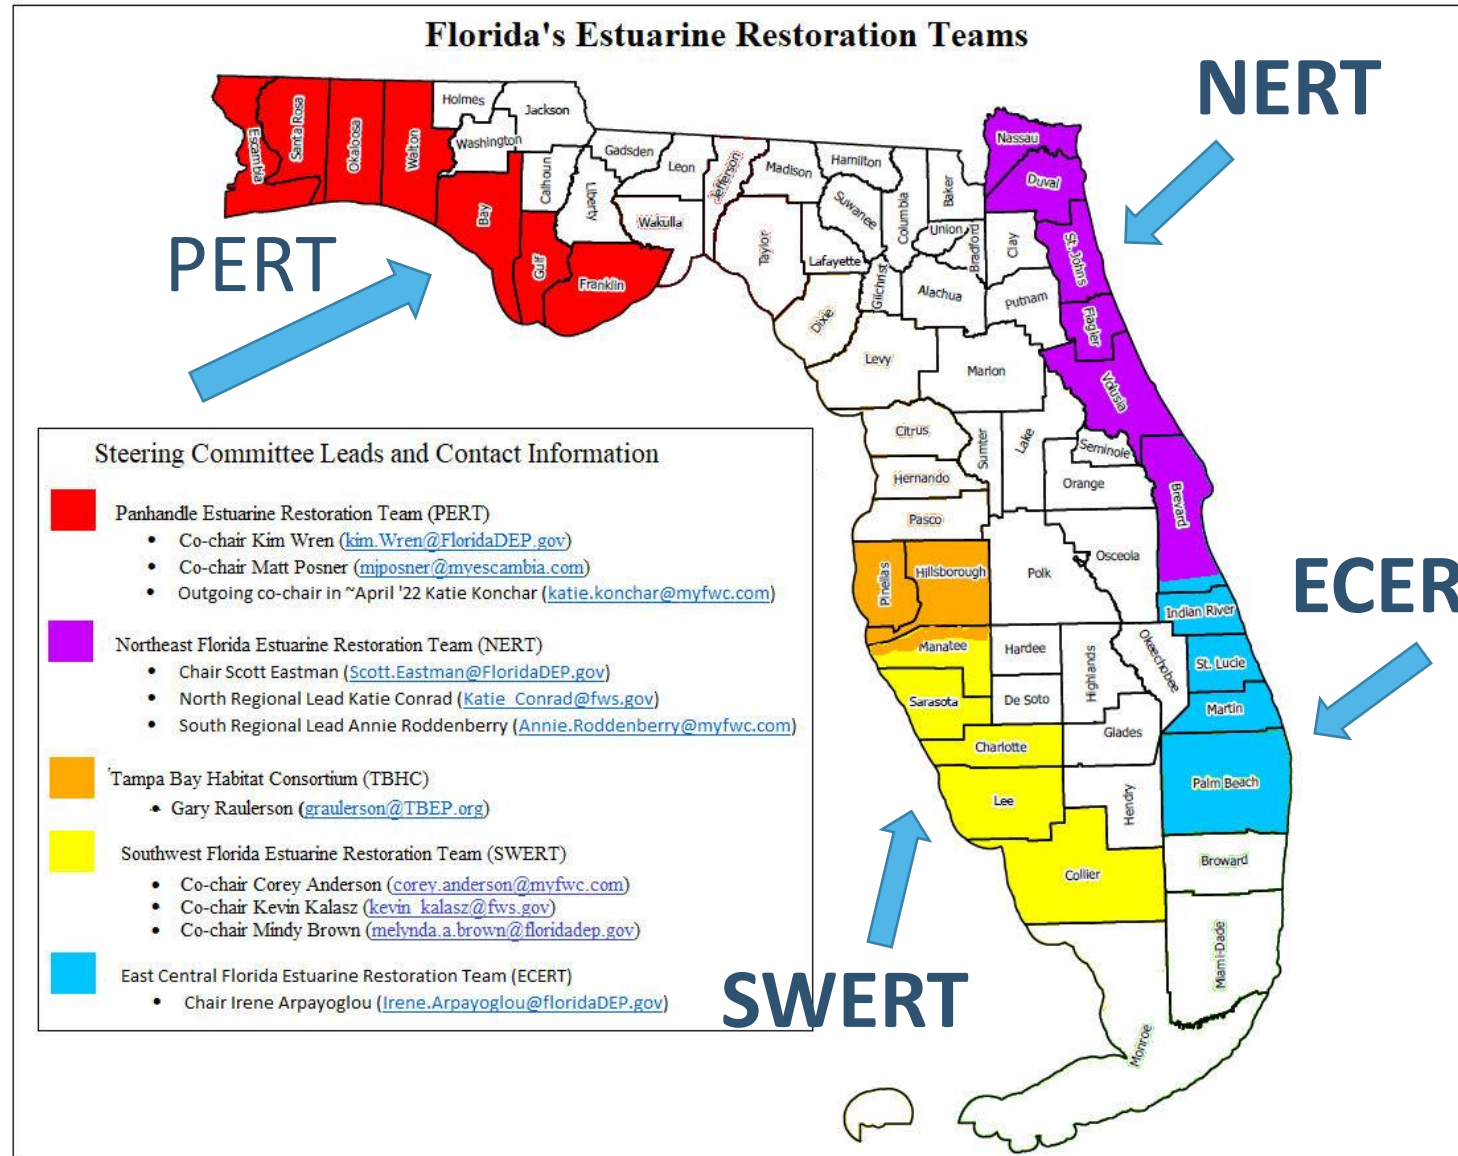 Florida's Estuarine Restoration Teams
NERT
PERT
ECER
SWERT
Escambia
Santa Rosa
Okaloosa
Walton
Holmes
Jackson
Washington
Bay
Calhoun
Gulf
Liberty
Gadsden
Franklin
Leon
Wakulla
Jefferson
Madison
Taylor
Hamilton
Suwanee
Lafayette
Columbia
Baker
Union
Bradford
Gilchrist
Dixie
Alachua
Clay
Putnam
Nassau
Duval
St. Johns
Flagler
Volusia
Levy
Marion
Citrus
Sumter
Lake
Seminole
Orange
Hernando
Pasco
Brevard
Osceola
Polk
Pinellas
Hillsborough
Indian River
Manatee
Hardee
Highlands
Okeechobee
St. Lucie
Sarasota
De Soto
Martin
Charlotte
Glades
Lee
Hendry
Palm Beach
Collier
Broward
Miami-Dade
Monroe
Steering Committee Leads and Contact Information
Panhandle Estuarine Restoration Team (PERT)
• Co-chair Kim Wren (kim.Wren@FloridaDEP.gov)
• Co-chair Matt Posner (mjposner@myescambia.com)
• Outgoing co-chair in ~April '22 Katie Konchar (katie.konchar@myfwc.com)
Northeast Florida Estuarine Restoration Team (NERT)
• Chair Scott Eastman (Scott.Eastman@FloridaDEP.gov)
• North Regional Lead Katie Conrad (Katie_Conrad@fws.gov)
• South Regional Lead Annie Roddenberry (Annie.Roddenberry@myfwc.com)
Tampa Bay Habitat Consortium (TBHC)
• Gary Raulerson (graulerson@TBEP.org)
Southwest Florida Estuarine Restoration Team (SWERT)
• Co-chair Corey Anderson (corey.anderson@myfwc.com)
• Co-chair Kevin Kalasz (kevin_kalasz@fws.gov)
• Co-chair Mindy Brown (melynda.a.brown@floridadep.gov)
East Central Florida Estuarine Restoration Team (ECERT)
• Chair Irene Arpayoglou (Irene.Arpayoglou@floridaDEP.gov)